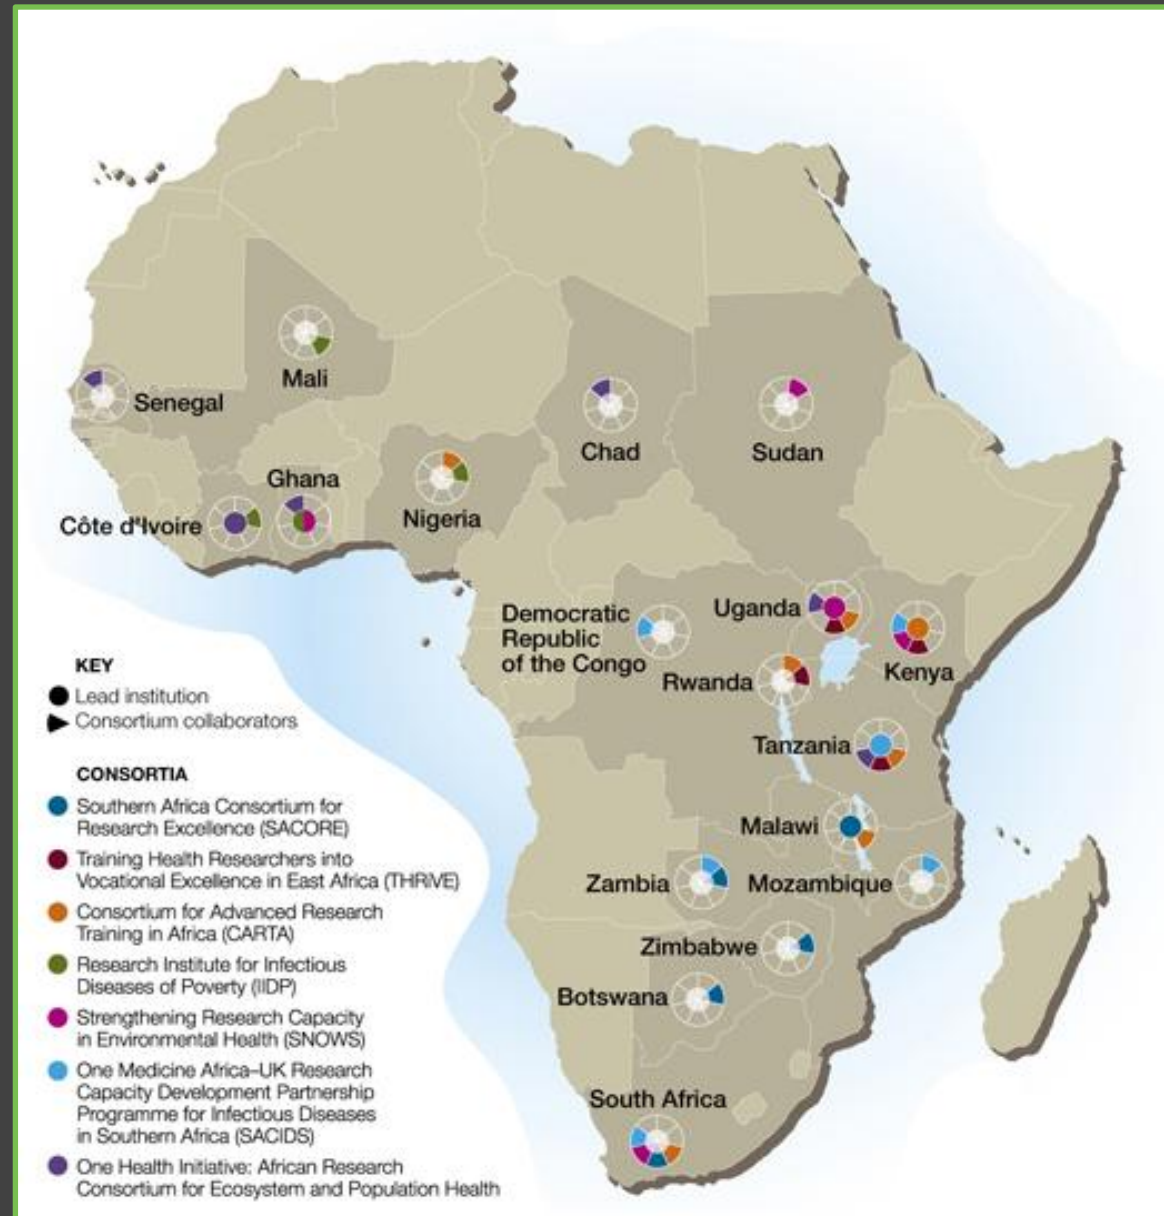 Mali
Senegal
Chad
Sudan
Ghana
Nigeria
Côte d'Ivoire
Democratic
Republic
of the Congo
Uganda
Kenya
Rwanda
Tanzania
Malawi
Zambia
Mozambique
Zimbabwe
Botswana
South Africa
KEY
Lead institution
Consortium collaborators
CONSORTIA
Southern Africa Consortium for
Research Excellence (SACORE)
Training Health Researchers into
Vocational Excellence in East Africa (THRiVE)
Consortium for Advanced Research
Training in Africa (CARTA)
Research Institute for Infectious
Diseases of Poverty (IIDP)
Strengthening Research Capacity
in Environmental Health (SNOWS)
One Medicine Africa–UK Research
Capacity Development Partnership
Programme for Infectious Diseases
in Southern Africa (SACIDS)
One Health Initiative: African Research
Consortium for Ecosystem and Population Health